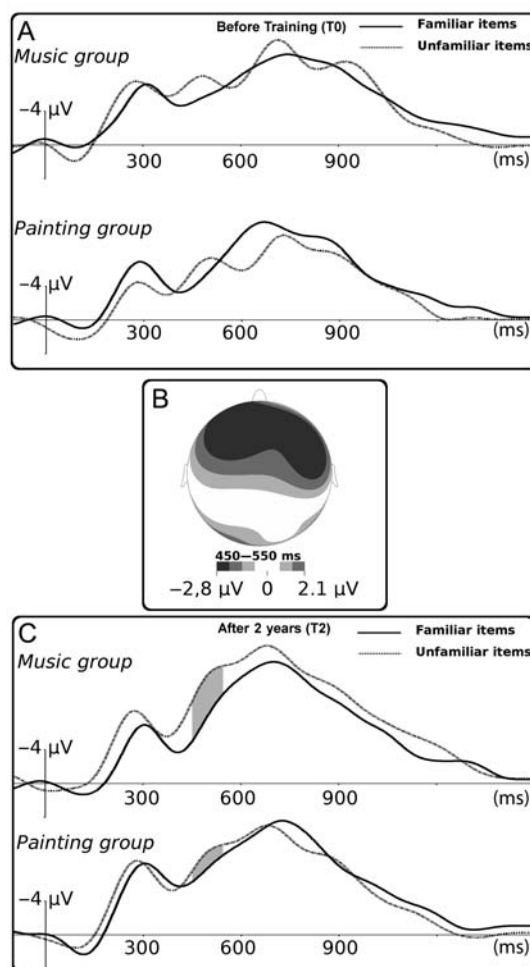 A
Before Training (T0)
Familiar items
Unfamiliar items
Music group
−4 µV
300 600 900 (ms)
Painting group
−4 µV
300 600 900
B
450—550 ms
−2,8 µV 0 2.1 µV
C
After 2 years (T2)
Familiar items
Unfamiliar items
Music group
−4 µV
300 600 900 (ms)
Painting group
−4 µV
300 600 900